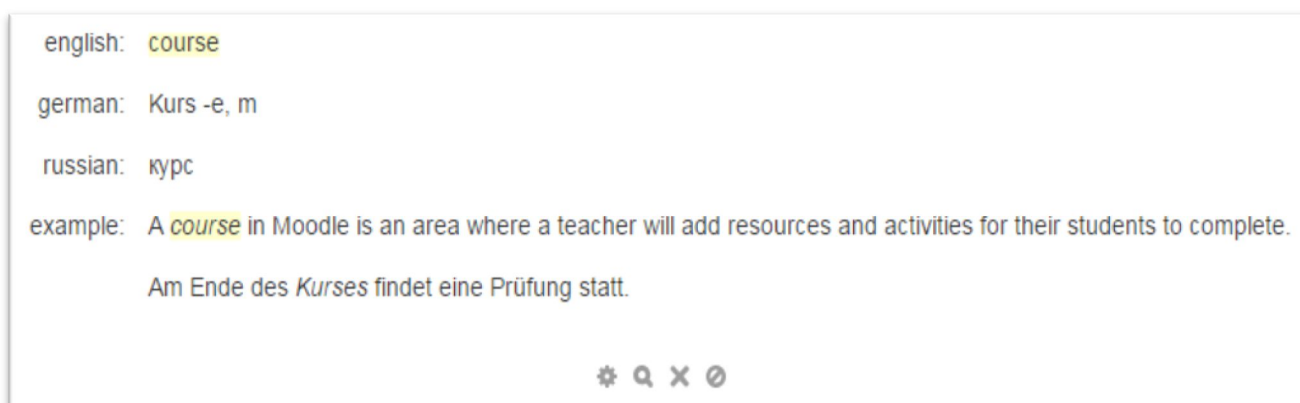 english: course
german: Kurs -e, m
russian: курс
example: A course in Moodle is an area where a teacher will add resources and activities for their students to complete.
Am Ende des Kurses findet eine Prüfung statt.